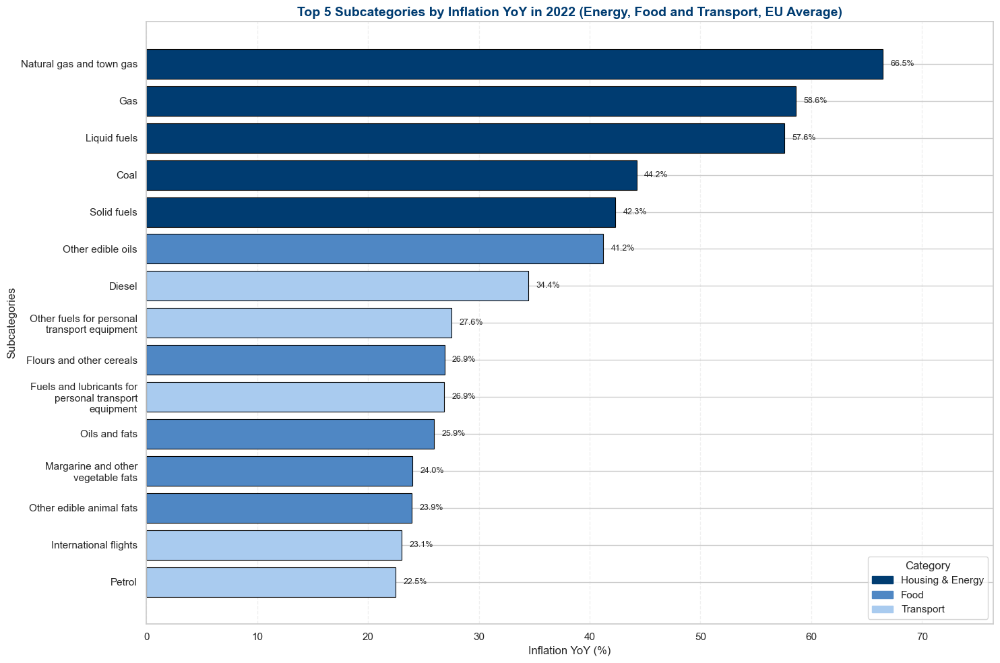 Top 5 Subcategories by Inflation YoY in 2022 (Energy, Food and Transport, EU Average)
Subcategories
Natural gas and town gas
66.5%
Gas
58.6%
Liquid fuels
57.6%
Coal
44.2%
Solid fuels
42.3%
Other edible oils
41.2%
Diesel
34.4%
Other fuels for personal
transport equipment
27.6%
Flours and other cereals
26.9%
Fuels and lubricants for
personal transport
equipment
26.9%
Oils and fats
25.9%
Margarine and other
vegetable fats
24.0%
Other edible animal fats
23.9%
International flights
23.1%
Petrol
22.5%
Category
Housing & Energy
Food
Transport
0 10 20 30 40 50 60 70
Inflation YoY (%)